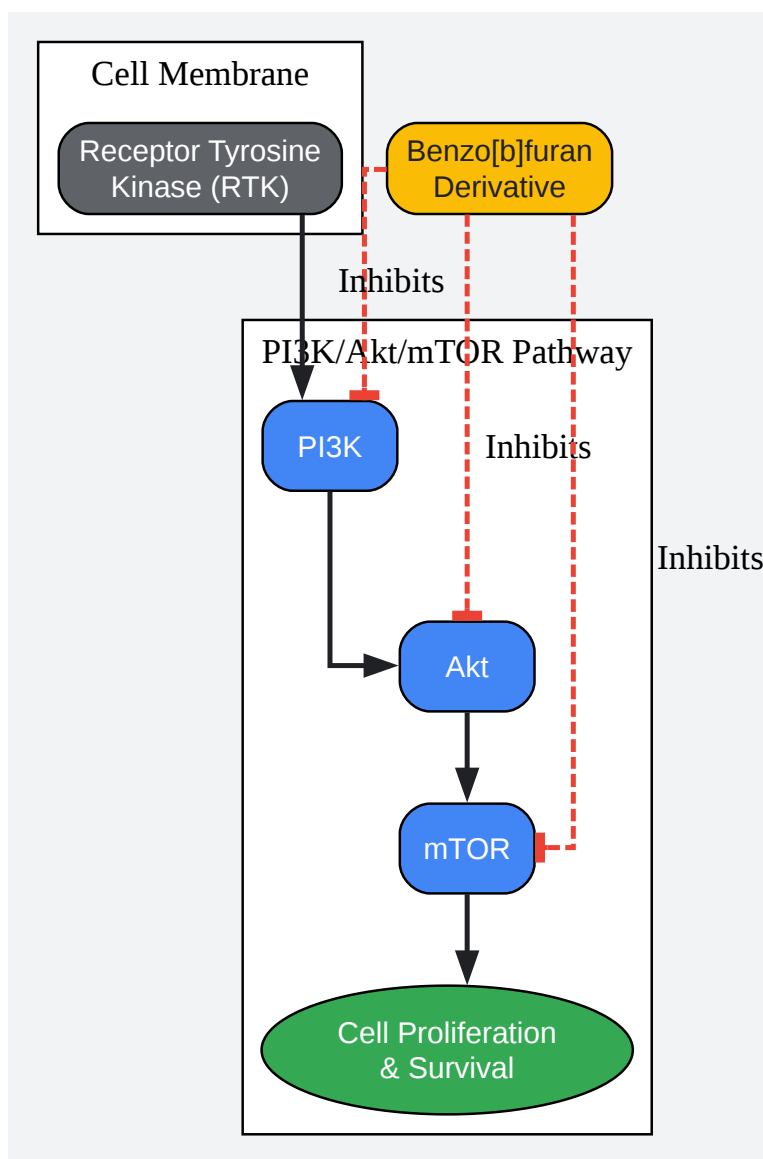 Cell Membrane
Receptor Tyrosine
Kinase (RTK)
Benzo[b]furan
Derivative
Inhibits
PI3K/Akt/mTOR Pathway
PI3K
Inhibits
Inhibits
Akt
mTOR
Cell Proliferation
& Survival